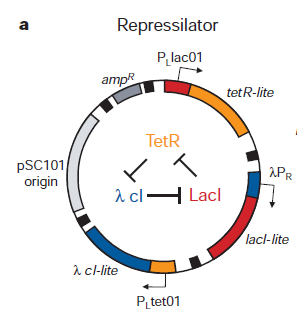 a
Repressilator
PLlac01
ampR
tetR-lite
TetR
pSC101
origin
λPR
λ cI
LacI
lacI-lite
λ cI-lite
PLtet01